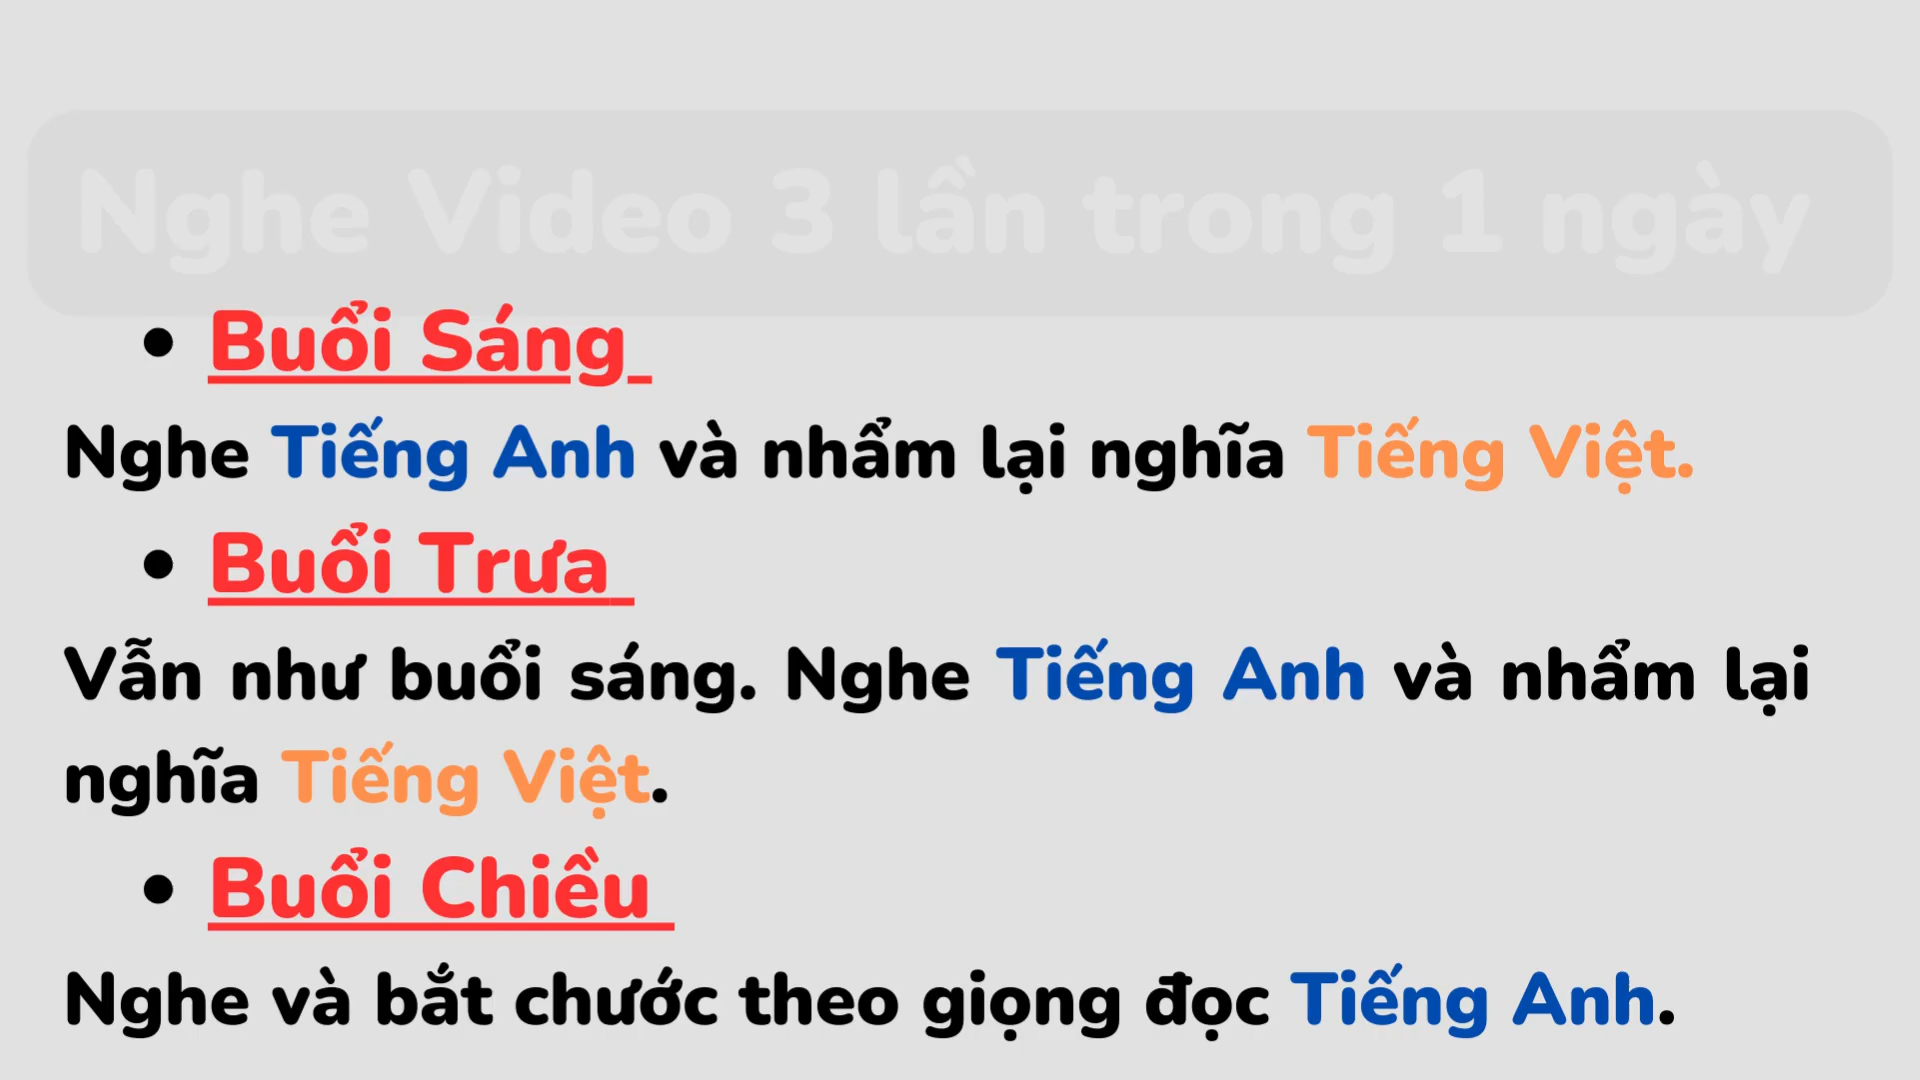 Nghe Video 3 lần trong 1 ngày
• Buổi Sáng
Nghe Tiếng Anh và nhẩm lại nghĩa Tiếng Việt.
• Buổi Trưa
Vẫn như buổi sáng. Nghe Tiếng Anh và nhẩm lại
nghĩa Tiếng Việt.
• Buổi Chiều
Nghe và bắt chước theo giọng đọc Tiếng Anh.